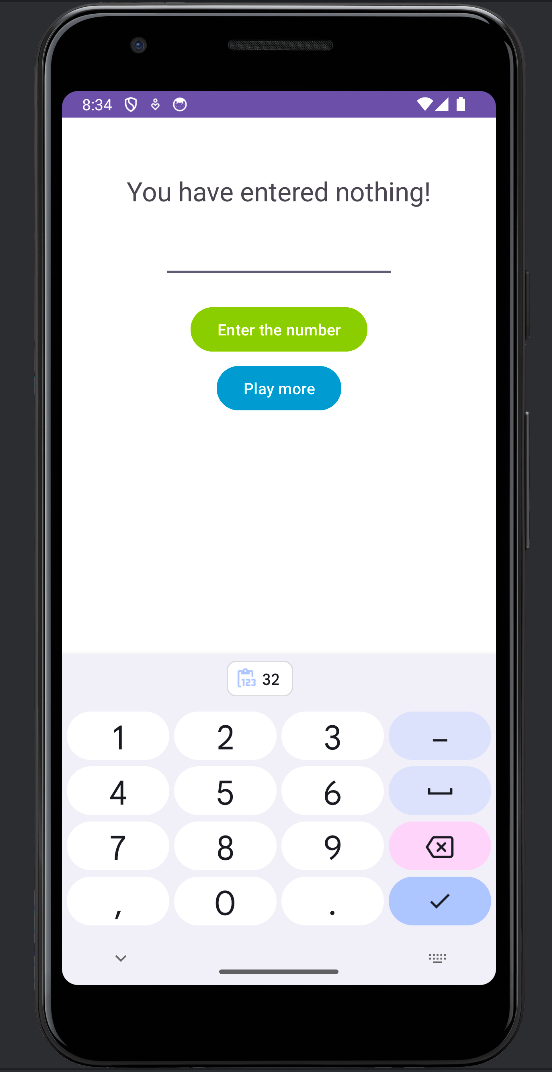 8:34
You have entered nothing!
Enter the number
Play more
123 32
1 2 3 –
4 5 6
7 8 9
, 0 .